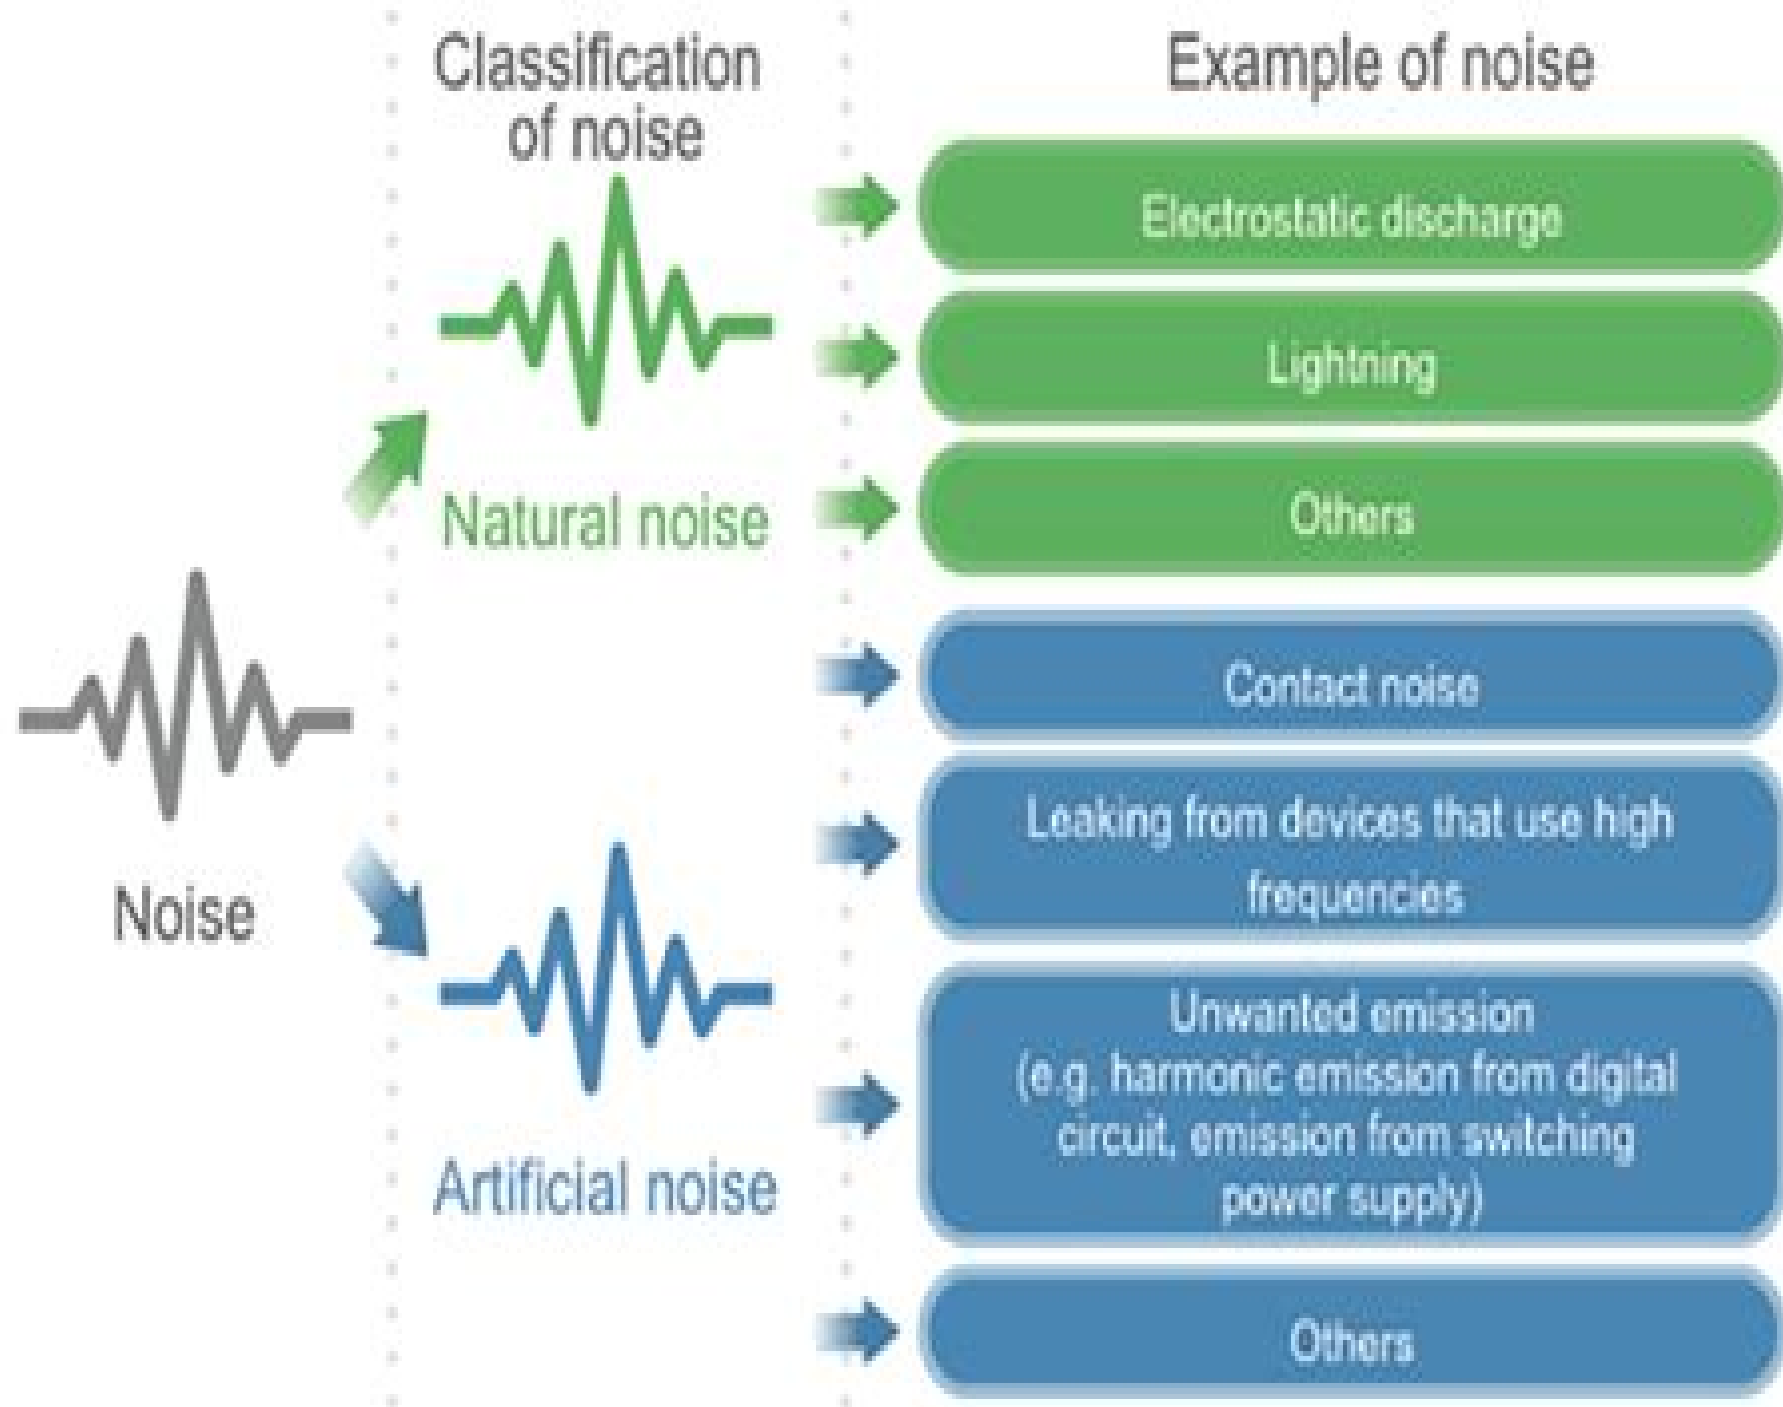 Classification
of noise
Example of noise
Electrostatic discharge
Lightning
Others
Natural noise
Noise
Contact noise
Leaking from devices that use high
frequencies
Unwanted emission
(e.g. harmonic emission from digital
circuit, emission from switching
power supply)
Artificial noise
Others